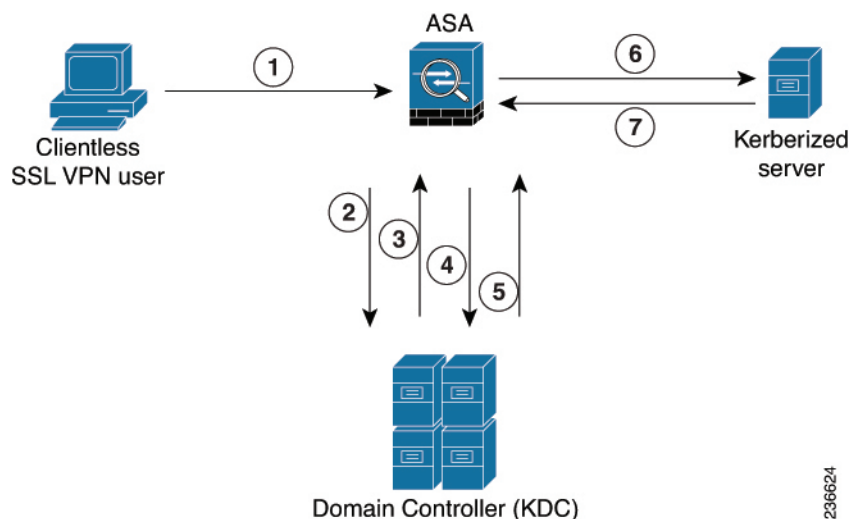 ASA
1
6
7
Clientless
SSL VPN user
Kerberized
server
2
3
4
5
Domain Controller (KDC)
236624